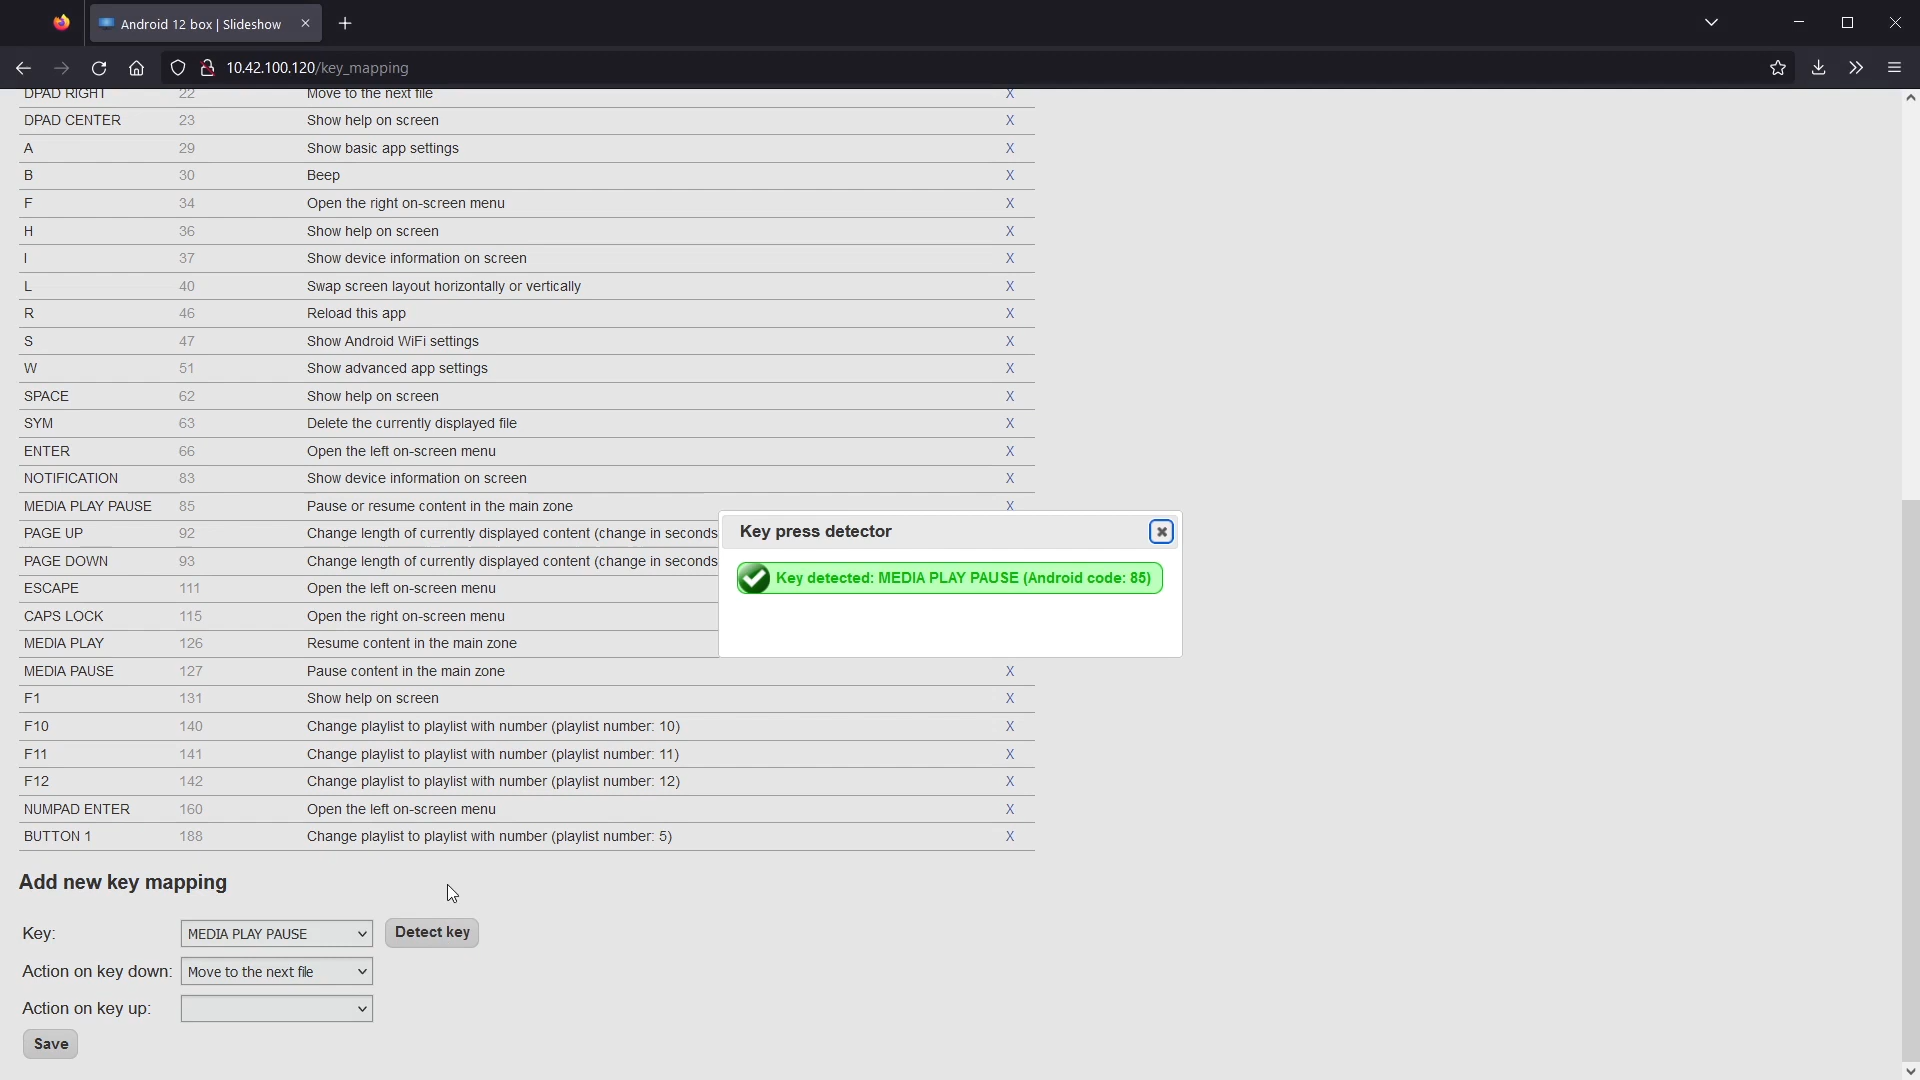 Android 12 box | Slideshow
10.42.100.120/key_mapping
DPAD RIGHT 22 Move to the next file X
DPAD CENTER 23 Show help on screen X
A 29 Show basic app settings X
B 30 Beep X
F 34 Open the right on-screen menu X
H 36 Show help on screen X
I 37 Show device information on screen X
L 40 Swap screen layout horizontally or vertically X
R 46 Reload this app X
S 47 Show Android WiFi settings X
W 51 Show advanced app settings X
SPACE 62 Show help on screen X
SYM 63 Delete the currently displayed file X
ENTER 66 Open the left on-screen menu X
NOTIFICATION 83 Show device information on screen X
MEDIA PLAY PAUSE 85 Pause or resume content in the main zone X
PAGE UP 92 Change length of currently displayed content (change in seconds
PAGE DOWN 93 Change length of currently displayed content (change in seconds
ESCAPE 111 Open the left on-screen menu
CAPS LOCK 115 Open the right on-screen menu
MEDIA PLAY 126 Resume content in the main zone
MEDIA PAUSE 127 Pause content in the main zone X
F1 131 Show help on screen X
F10 140 Change playlist to playlist with number (playlist number: 10) X
F11 141 Change playlist to playlist with number (playlist number: 11) X
F12 142 Change playlist to playlist with number (playlist number: 12) X
NUMPAD ENTER 160 Open the left on-screen menu X
BUTTON 1 188 Change playlist to playlist with number (playlist number: 5) X
Key press detector
Key detected: MEDIA PLAY PAUSE (Android code: 85)
Add new key mapping
Key: MEDIA PLAY PAUSE Detect key
Action on key down: Move to the next file
Action on key up:
Save